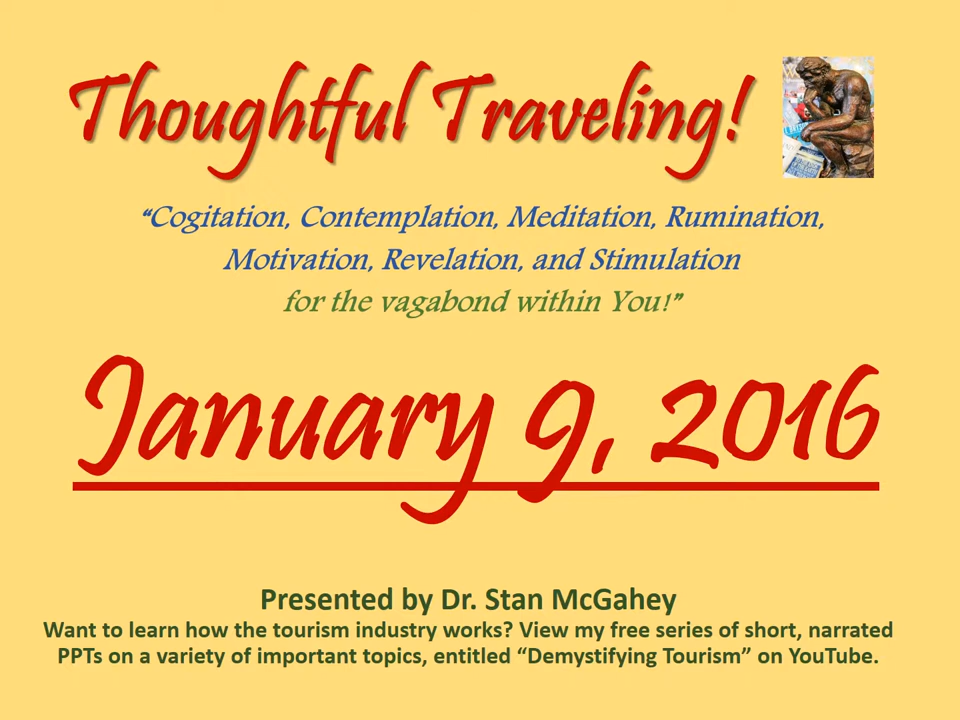 Thoughtful Traveling!
“Cogitation, Contemplation, Meditation, Rumination,
Motivation, Revelation, and Stimulation
for the vagabond within You!”
January 9, 2016
Presented by Dr. Stan McGahey
Want to learn how the tourism industry works? View my free series of short, narrated
PPTs on a variety of important topics, entitled “Demystifying Tourism” on YouTube.